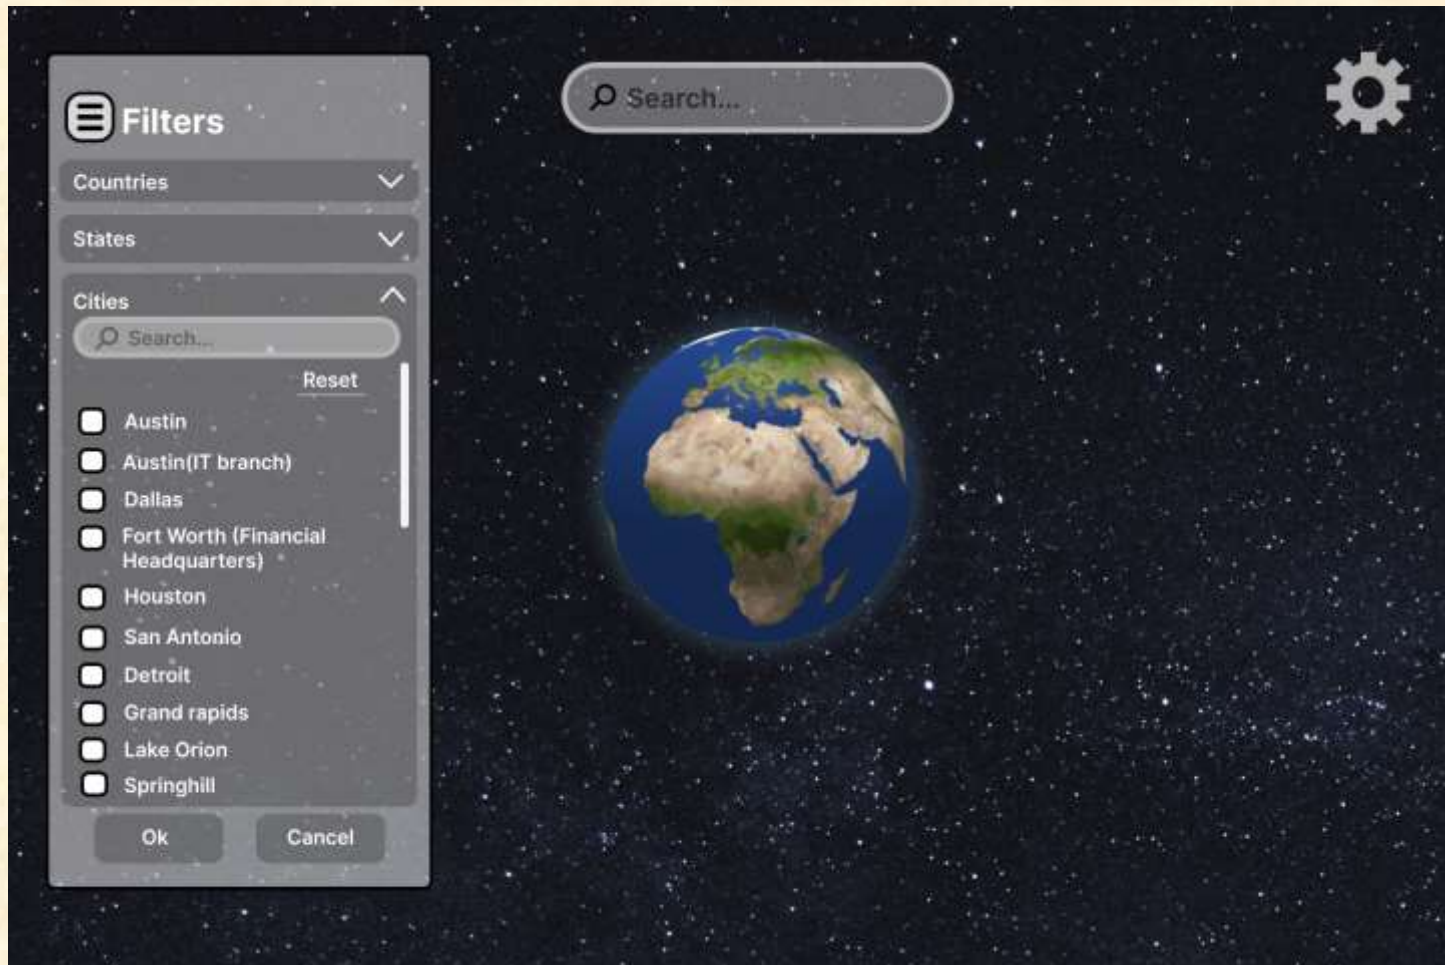 Filters
Search...
Countries
States
Cities
Search...
Reset
Austin
Austin(IT branch)
Dallas
Fort Worth (Financial
Headquarters)
Houston
San Antonio
Detroit
Grand rapids
Lake Orion
Springhill
Ok
Cancel